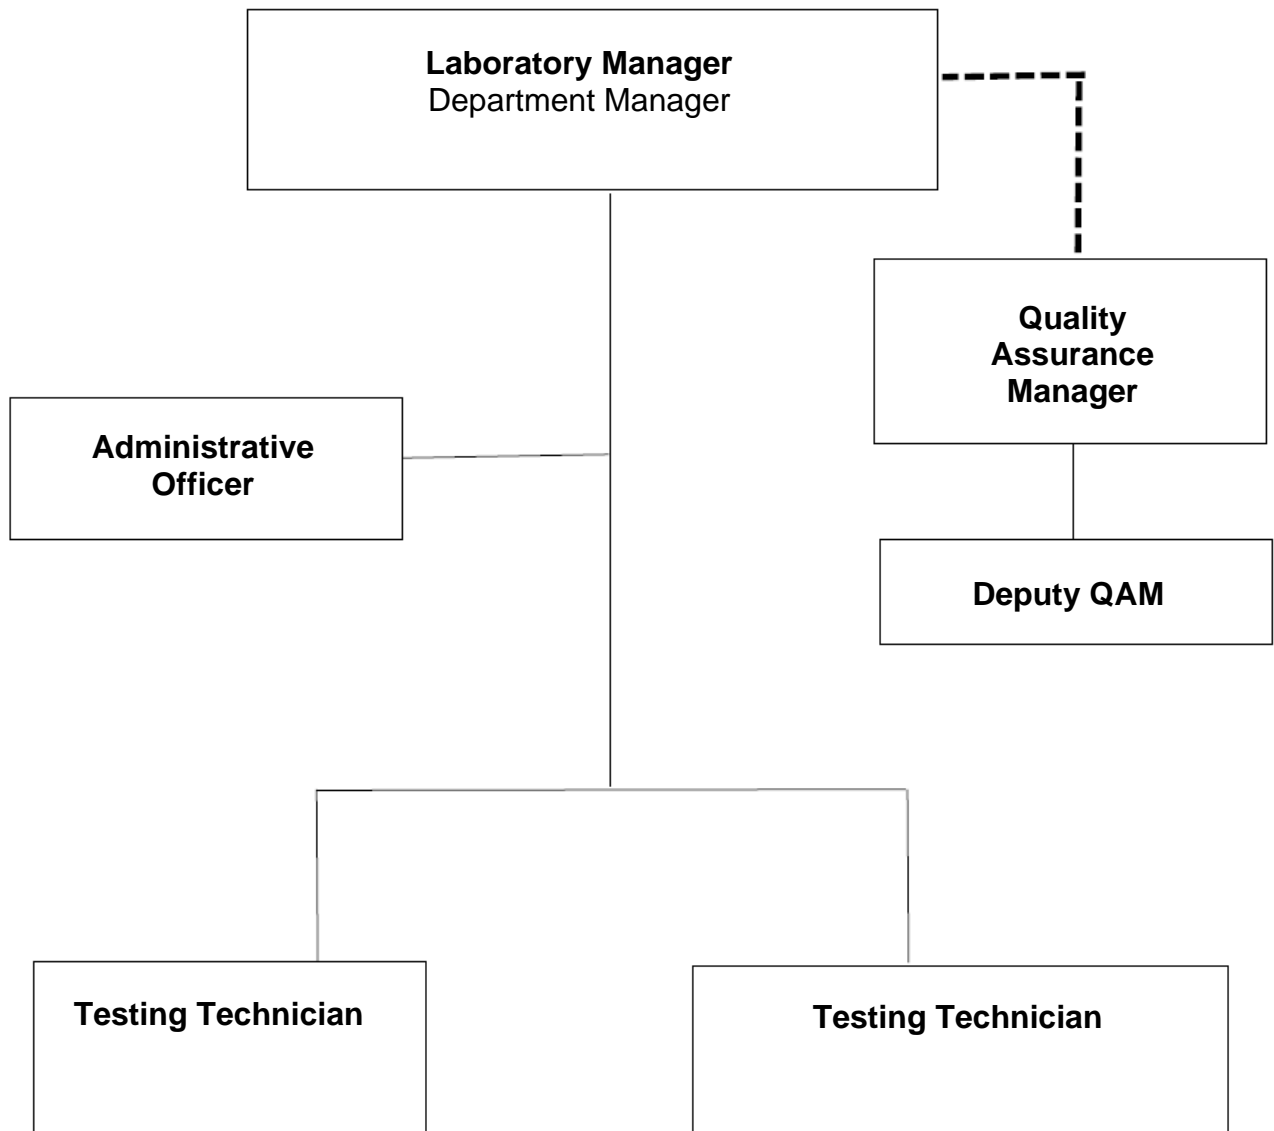 Laboratory Manager
Department Manager
Quality
Assurance
Manager
Administrative
Officer
Deputy QAM
Testing Technician
Testing Technician